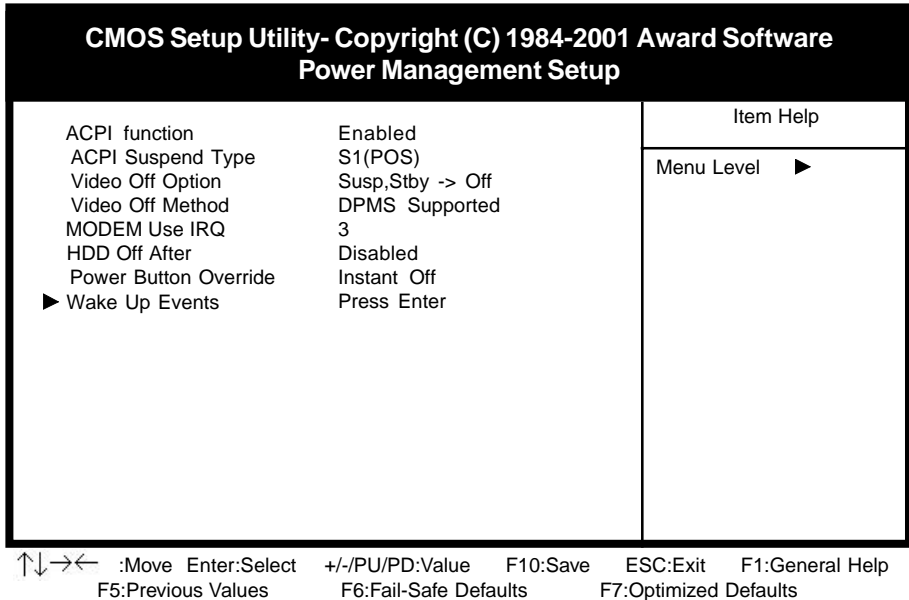 CMOS Setup Utility- Copyright (C) 1984-2001 Award Software
Power Management Setup
ACPI function Enabled
ACPI Suspend Type S1(POS)
Video Off Option Susp,Stby -> Off
Video Off Method DPMS Supported
MODEM Use IRQ 3
HDD Off After Disabled
Power Button Override Instant Off
▶ Wake Up Events Press Enter
Item Help
Menu Level ▶
↑↓→← :Move Enter:Select +/-/PU/PD:Value F10:Save ESC:Exit F1:General Help
F5:Previous Values F6:Fail-Safe Defaults F7:Optimized Defaults